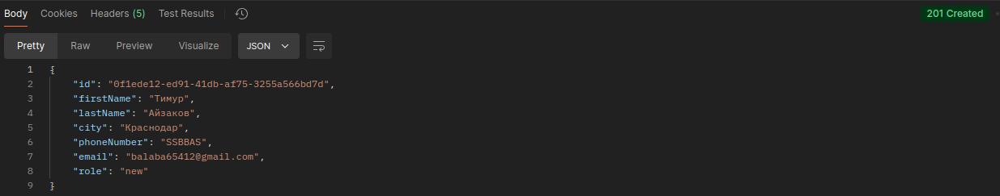 Body Cookies Headers (5) Test Results 201 Created
Pretty Raw Preview Visualize JSON
1 {
2 "id": "0f1ede12-ed91-41db-af75-3255a566bd7d",
3 "firstName": "Тимур",
4 "lastName": "Айзаков",
5 "city": "Краснодар",
6 "phoneNumber": "SSBBAS",
7 "email": "balaba65412@gmail.com",
8 "role": "new"
9 }